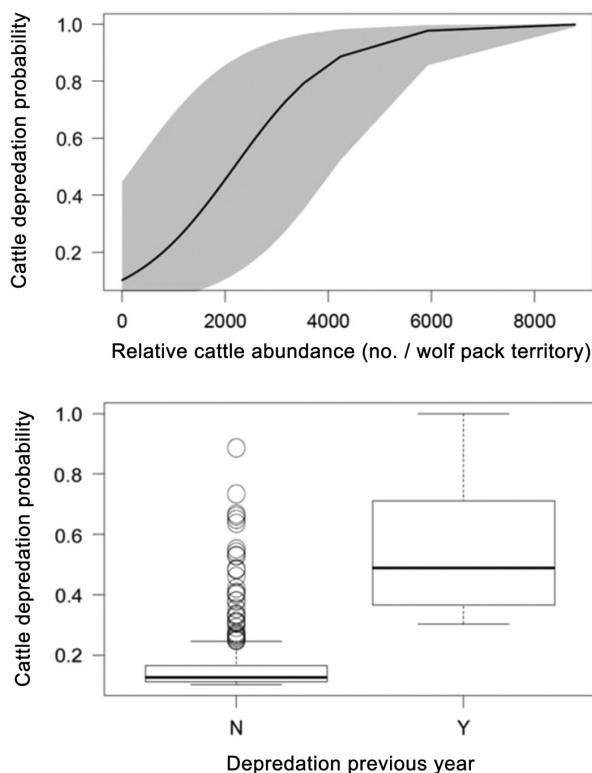 Cattle depredation probability
1.0
0.8
0.6
0.4
0.2
0 2000 4000 6000 8000
Relative cattle abundance (no. / wolf pack territory)
Cattle depredation probability
1.0
0.8
0.6
0.4
0.2
N Y
Depredation previous year